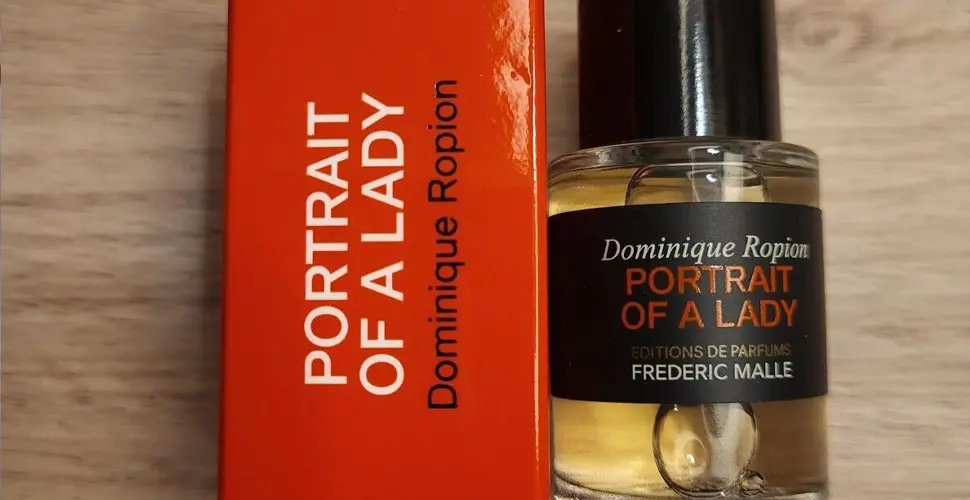 PORTRAIT
OF A LADY
Dominique Ropion
Dominique Ropion
PORTRAIT
OF A LADY
EDITIONS DE PARFUMS
FREDERIC MALLE